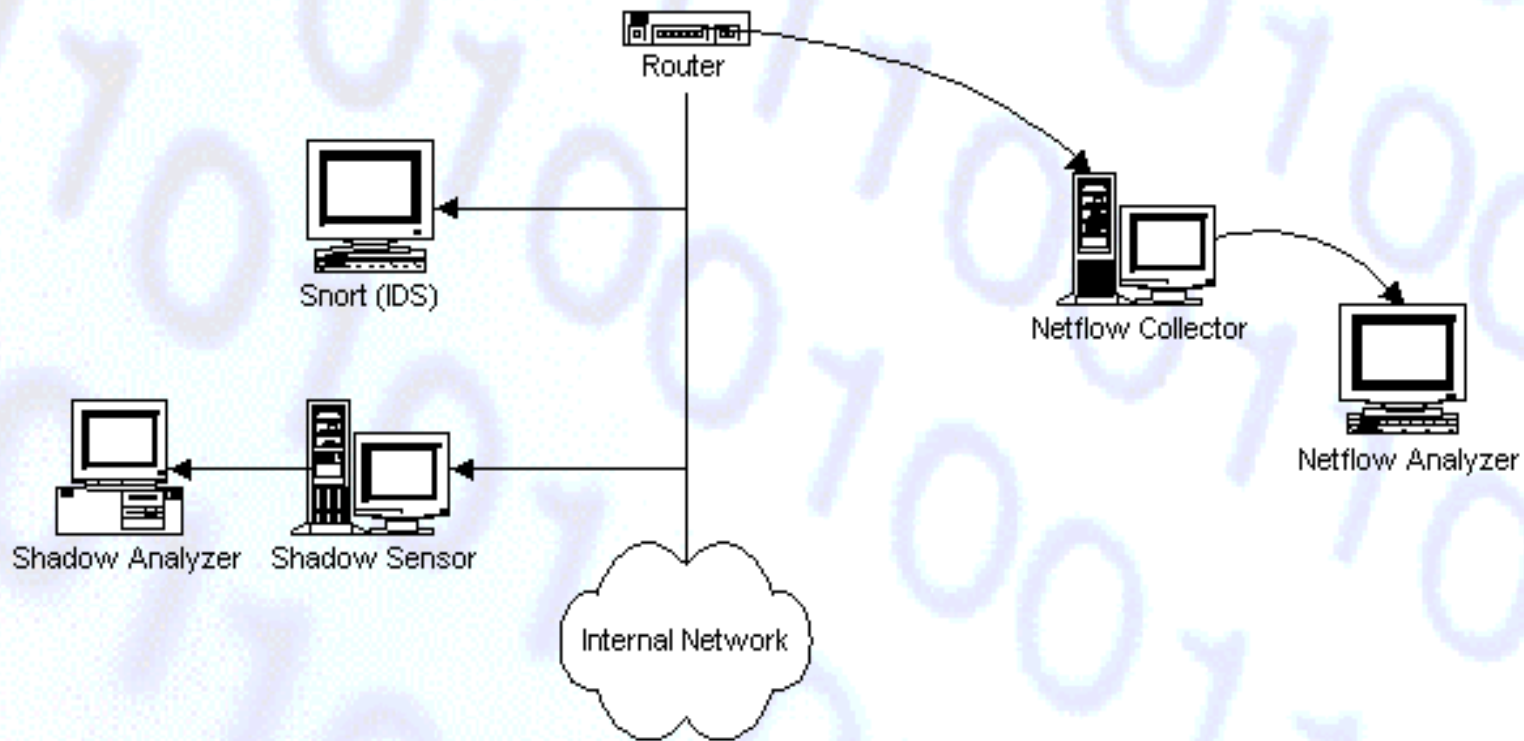 Router
Snort (IDS)
Netflow Collector
Netflow Analyzer
Shadow Analyzer
Shadow Sensor
Internal Network